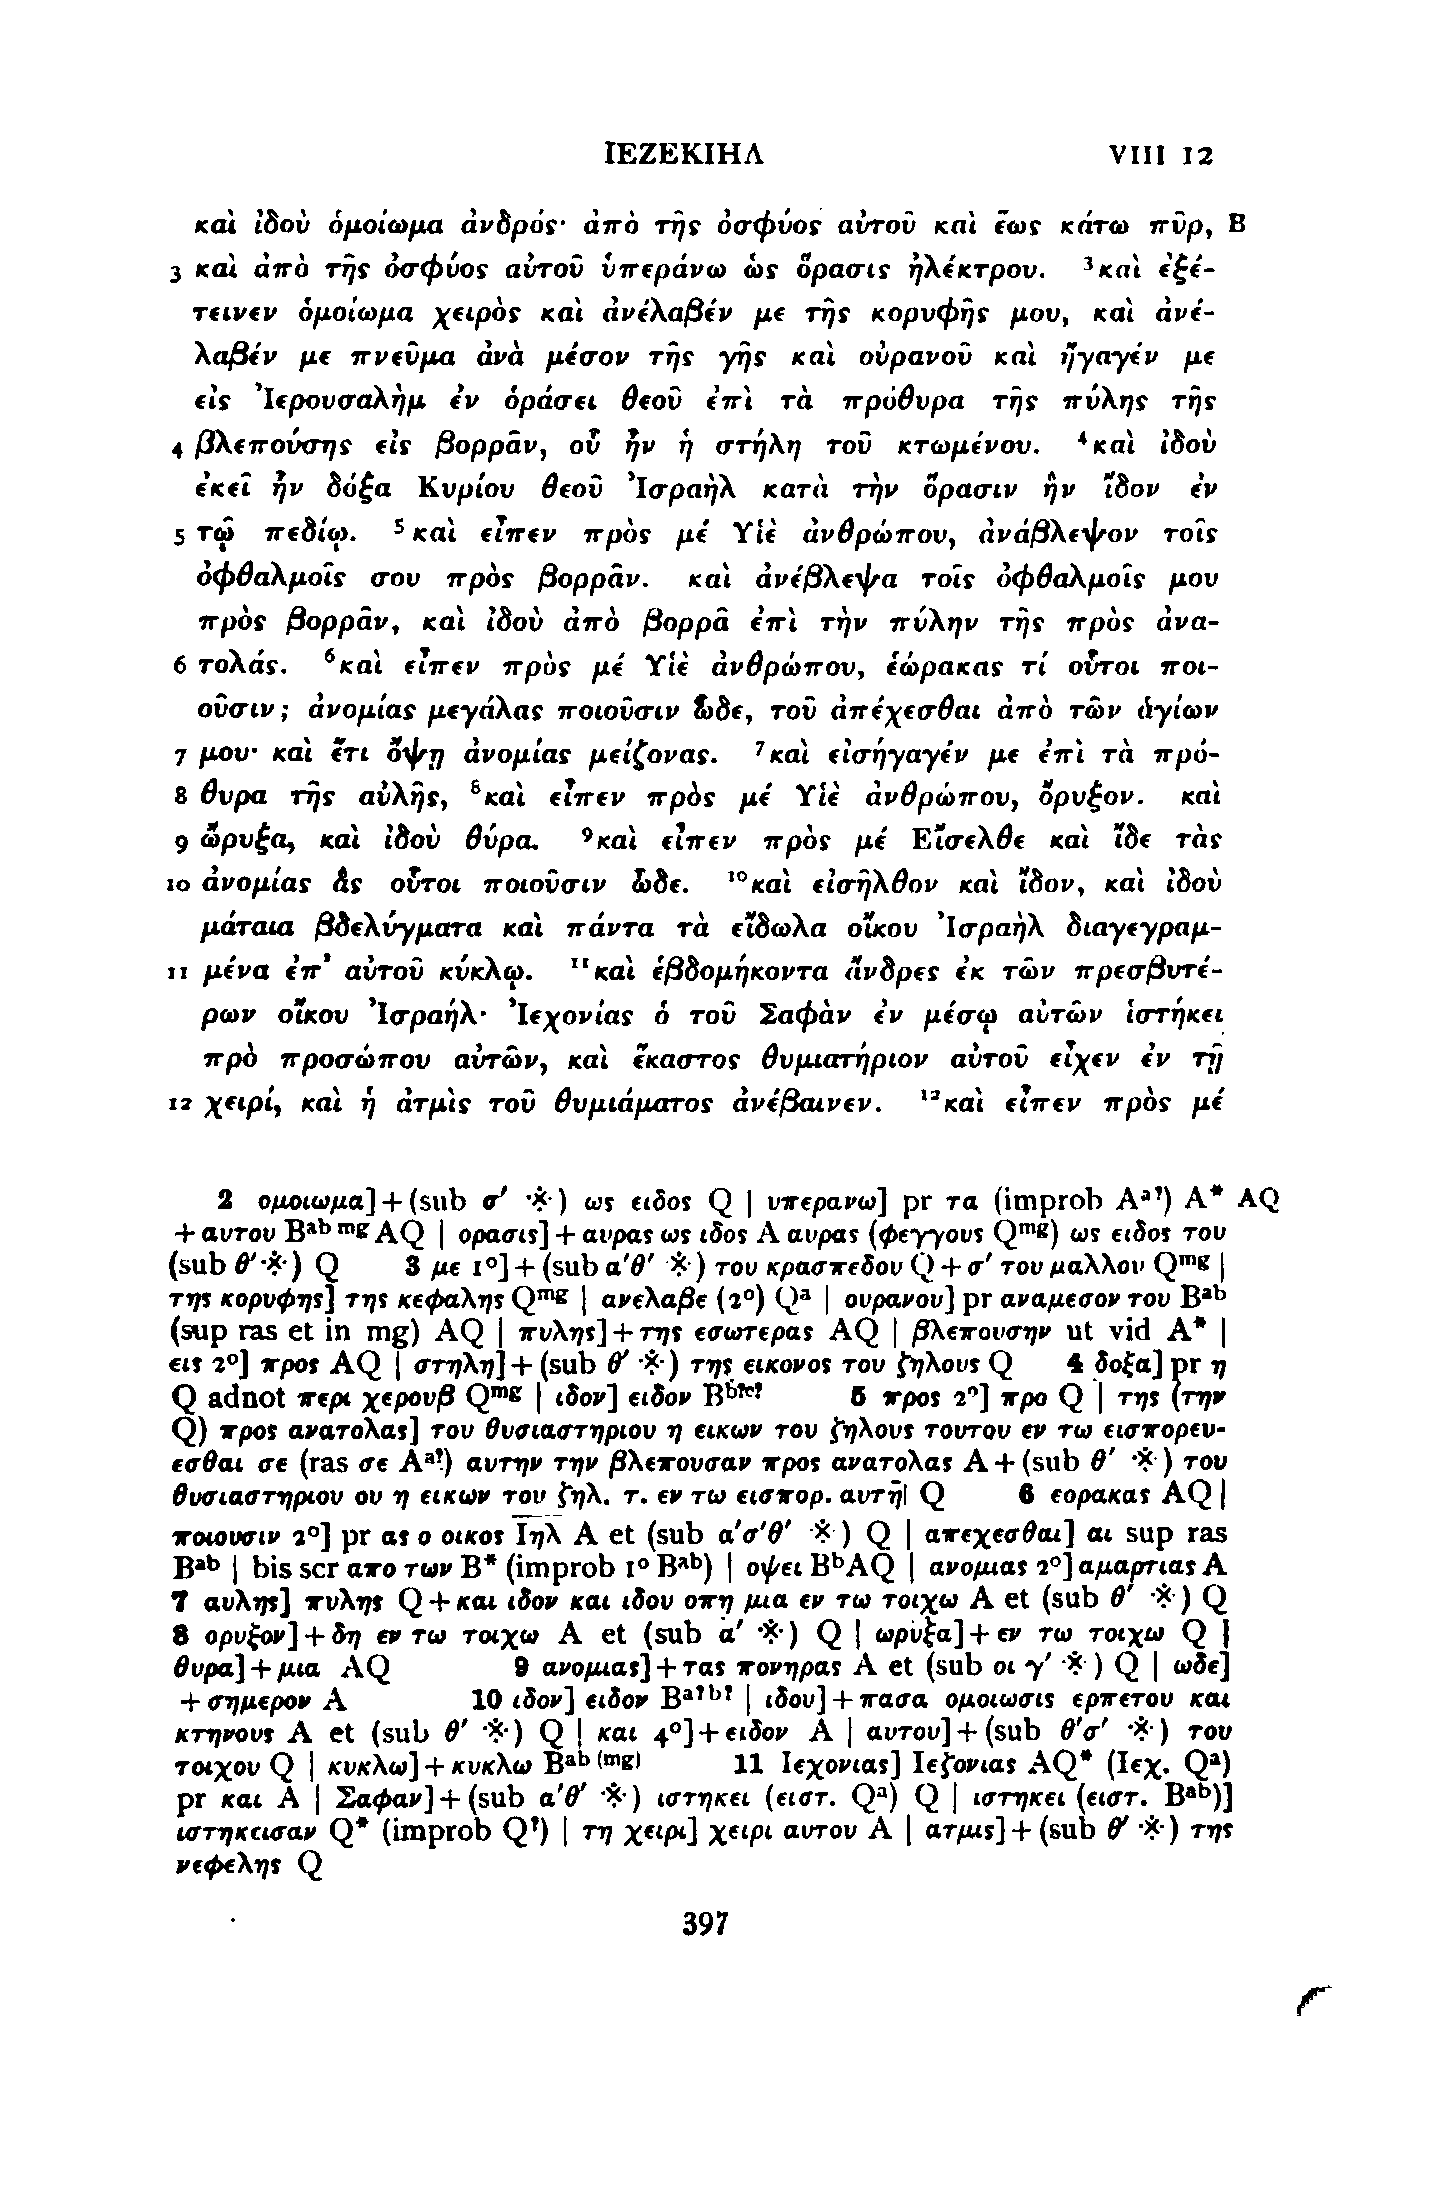 ΙΕΖΕΚΙΗΛ VIII 12
καὶ ἰδοὺ ὁμοίωμα ἀνδρός· ἀπὸ τῆς ὀσφύος αὐτοῦ καὶ ἕως κάτω πῦρ, B
3 καὶ ἀπὸ τῆς ὀσφύος αὐτοῦ ὑπεράνω ὡς ὅρασις ἠλέκτρου. ³καὶ ἐξέ-
τεινεν ὁμοίωμα χειρὸς καὶ ἀνέλαβέν με τῆς κορυφῆς μου, καὶ ἀνέ-
λαβέν με πνεῦμα ἀνὰ μέσον τῆς γῆς καὶ οὐρανοῦ καὶ ἤγαγέν με
εἰς Ἰερουσαλὴμ ἐν ὁράσει θεοῦ ἐπὶ τὰ πρόθυρα τῆς πύλης τῆς
4 βλεπούσης εἰς βορρᾶν, οὗ ἦν ἡ στήλη τοῦ κτωμένου. ⁴καὶ ἰδοὺ
ἐκεῖ ἦν δόξα Κυρίου θεοῦ Ἰσραὴλ κατὰ τὴν ὅρασιν ἣν ἴδον ἐν
5 τῷ πεδίῳ. ⁵καὶ εἶπεν πρὸς μέ Υἱὲ ἀνθρώπου, ἀνάβλεψον τοῖς
ὀφθαλμοῖς σου πρὸς βορρᾶν. καὶ ἀνέβλεψα τοῖς ὀφθαλμοῖς μου
πρὸς βορρᾶν, καὶ ἰδοὺ ἀπὸ βορρᾶ ἐπὶ τὴν πύλην τῆς πρὸς ἀνα-
6 τολάς. ⁶καὶ εἶπεν πρὸς μέ Υἱὲ ἀνθρώπου, ἑώρακας τί οὗτοι ποι-
οῦσιν; ἀνομίας μεγάλας ποιοῦσιν ὧδε, τοῦ ἀπέχεσθαι ἀπὸ τῶν ἁγίων
7 μου· καὶ ἔτι ὄψῃ ἀνομίας μείζονας. ⁷καὶ εἰσήγαγέν με ἐπὶ τὰ πρό-
8 θυρα τῆς αὐλῆς, ⁸καὶ εἶπεν πρὸς μέ Υἱὲ ἀνθρώπου, ὄρυξον. καὶ
9 ὤρυξα, καὶ ἰδοὺ θύρα. ⁹καὶ εἶπεν πρὸς μέ Εἴσελθε καὶ ἴδε τὰς
10 ἀνομίας ἃς οὗτοι ποιοῦσιν ὧδε. ¹⁰καὶ εἰσῆλθον καὶ ἴδον, καὶ ἰδοὺ
μάταια βδελύγματα καὶ πάντα τὰ εἴδωλα οἴκου Ἰσραὴλ διαγεγραμ-
11 μένα ἐπ' αὐτοῦ κύκλῳ. ¹¹καὶ ἑβδομήκοντα ἄνδρες ἐκ τῶν πρεσβυτέ-
ρων οἴκου Ἰσραήλ· Ἰεχονίας ὁ τοῦ Σαφὰν ἐν μέσῳ αὐτῶν ἱστήκει
πρὸ προσώπου αὐτῶν, καὶ ἕκαστος θυμιατήριον αὐτοῦ εἶχεν ἐν τῇ
12 χειρί, καὶ ἡ ἀτμὶς τοῦ θυμιάματος ἀνέβαινεν. ¹²καὶ εἶπεν πρὸς μέ
2 ομοιωμα]+(sub σ′ ※) ως ειδος Q | υπερανω] pr τα (improb Aᵃ?) A* AQ
+αυτου Bᵃᵇ ᵐᵍ AQ | ορασις]+αυρας ως ιδος A αυρας (φεγγους Qᵐᵍ) ως ειδος του
(sub θ′ ※) Q 3 με 1°]+(sub α′θ′ ※) του κρασπεδου Q+σ′ του μαλλου Qᵐᵍ |
της κορυφης] της κεφαλης Qᵐᵍ | ανελαβε (2°) Qᵃ | ουρανου] pr αναμεσον του Bᵃᵇ
(sup ras et in mg) AQ | πυλης]+της εσωτερας AQ | βλεπουσην ut vid A* |
εις 2°] προς AQ | στηλη]+(sub θ′ ※) της εικονος του ζηλους Q 4 δοξα] pr η
Q adnot περι χερουβ Qᵐᵍ | ιδον] ειδον Bᵇ?ᶜ? 5 προς 2°] προ Q | της (την
Q) προς ανατολας] του θυσιαστηριου η εικων του ζηλους τουτου εν τω εισπορευ-
εσθαι σε (ras σε Aᵃ?) αυτην την βλεπουσαν προς ανατολας A+(sub θ′ ※) του
θυσιαστηριου ου η εικων του ζηλ. τ. εν τω εισπορ. αυτη̄| Q 6 εορακας AQ |
ποιουσιν 2°] pr ας ο οικος Ιηλ A et (sub α′σ′θ′ ※) Q | απεχεσθαι] αι sup ras
Bᵃᵇ | bis scr απο των B* (improb 1° Bᵃᵇ) | οψει BᵇAQ | ανομιας 2°] αμαρτιας A
7 αυλης] πυλης Q+και ιδον και ιδου οπη μια εν τω τοιχω A et (sub θ′ ※) Q
8 ορυξον]+δη εν τω τοιχω A et (sub α′ ※) Q | ωρυξα]+εν τω τοιχω Q |
θυρα]+μια AQ 9 ανομιας]+τας πονηρας A et (sub οι γ′ ※) Q | ωδε]
+σημερον A 10 ιδον] ειδον Bᵃ?ᵇ? | ιδου]+πασα ομοιωσις ερπετου και
κτηνους A et (sub θ′ ※) Q | και 4°]+ειδον A | αυτου]+(sub θ′σ′ ※) του
τοιχου Q | κυκλω]+κυκλω Bᵃᵇ⁽ᵐᵍ⁾ 11 Ιεχονιας] Ιεζονιας AQ* (Ιεχ. Qᵃ)
pr και A | Σαφαν]+(sub α′θ′ ※) ιστηκει (ειστ. Qᵃ) Q | ιστηκει (ειστ. Bᵃᵇ)]
ιστηκεισαν Q* (improb Q?) | τη χειρι] χειρι αυτου A | ατμις]+(sub θ′ ※) της
νεφελης Q
397